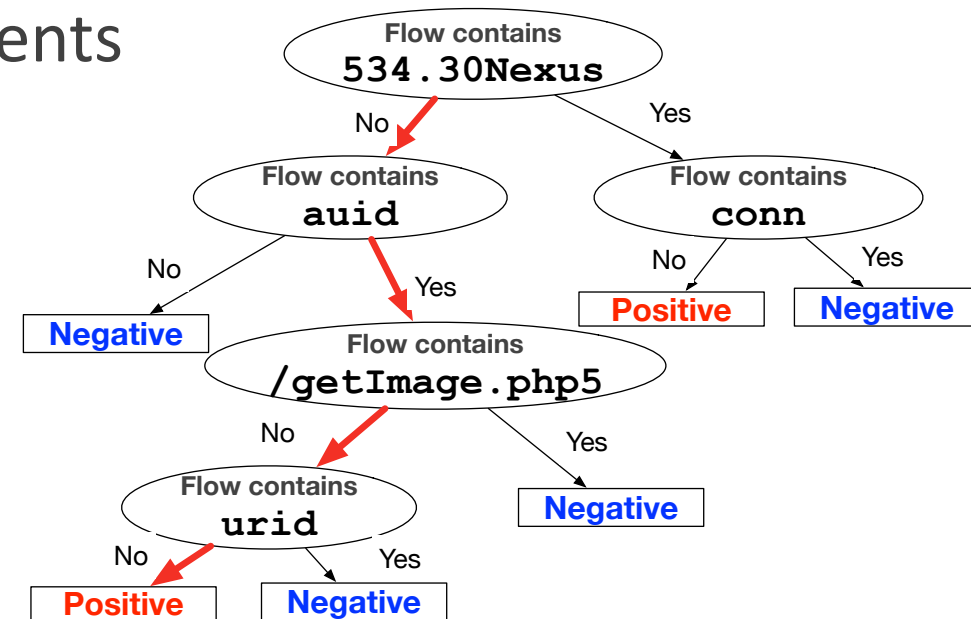 ents
Flow contains
534.30Nexus
No
Yes
Flow contains
auid
Flow contains
conn
No
Yes
No
Yes
Negative
Positive
Negative
Flow contains
/getImage.php5
No
Yes
Flow contains
urid
Negative
No
Yes
Positive
Negative